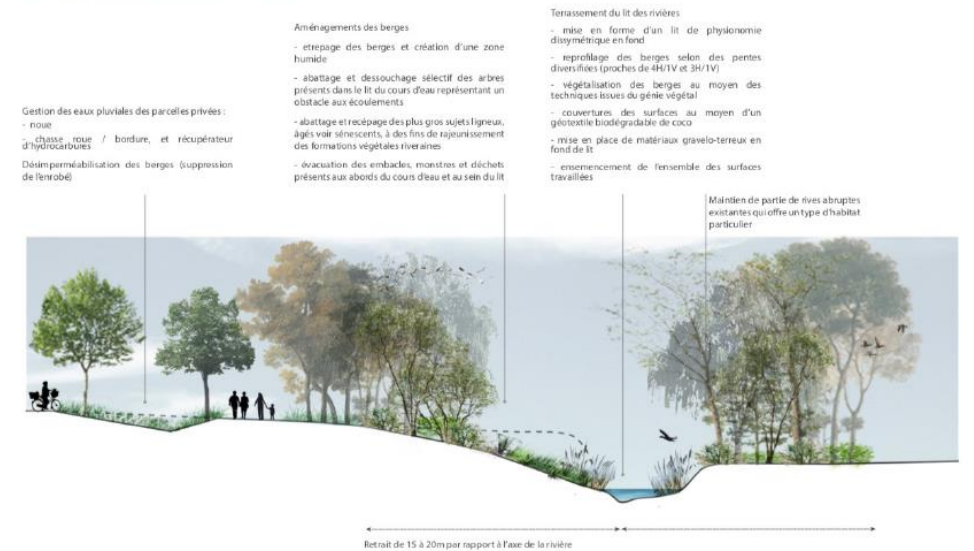 Gestion des eaux pluviales des parcelles privées :
- noue
- chasse roue / bordure, et récupérateur
d'hydrocarbures
Désimperméabilisation des berges (suppression
de l'enrobé)
Aménagements des berges
- etrepage des berges et création d'une zone
humide
- abattage et dessouchage sélectif des arbres
présents dans le lit du cours d'eau représentant un
obstacle aux écoulements
- abattage et recépage des plus gros sujets ligneux,
âgés voir sénescents, à des fins de rajeunissement
des formations végétales riveraines
- évacuation des embacles, monstres et déchets
présents aux abords du cours d'eau et au sein du lit
Terrassement du lit des rivières
- mise en forme d'un lit de physionomie
dissymétrique en fond
- reprofilage des berges selon des pentes
diversifiées (proches de 4H/1V et 3H/1V)
- végétalisation des berges au moyen des
techniques issues du génie végétal
- couvertures des surfaces au moyen d'un
géotextile biodégradable de coco
- mise en place de matériaux gravelo-terreux en
fond de lit
- ensemencement de l'ensemble des surfaces
travaillées
Maintien de partie de rives abruptes
existantes qui offre un type d'habitat
particulier
Retrait de 15 à 20m par rapport à l'axe de la rivière